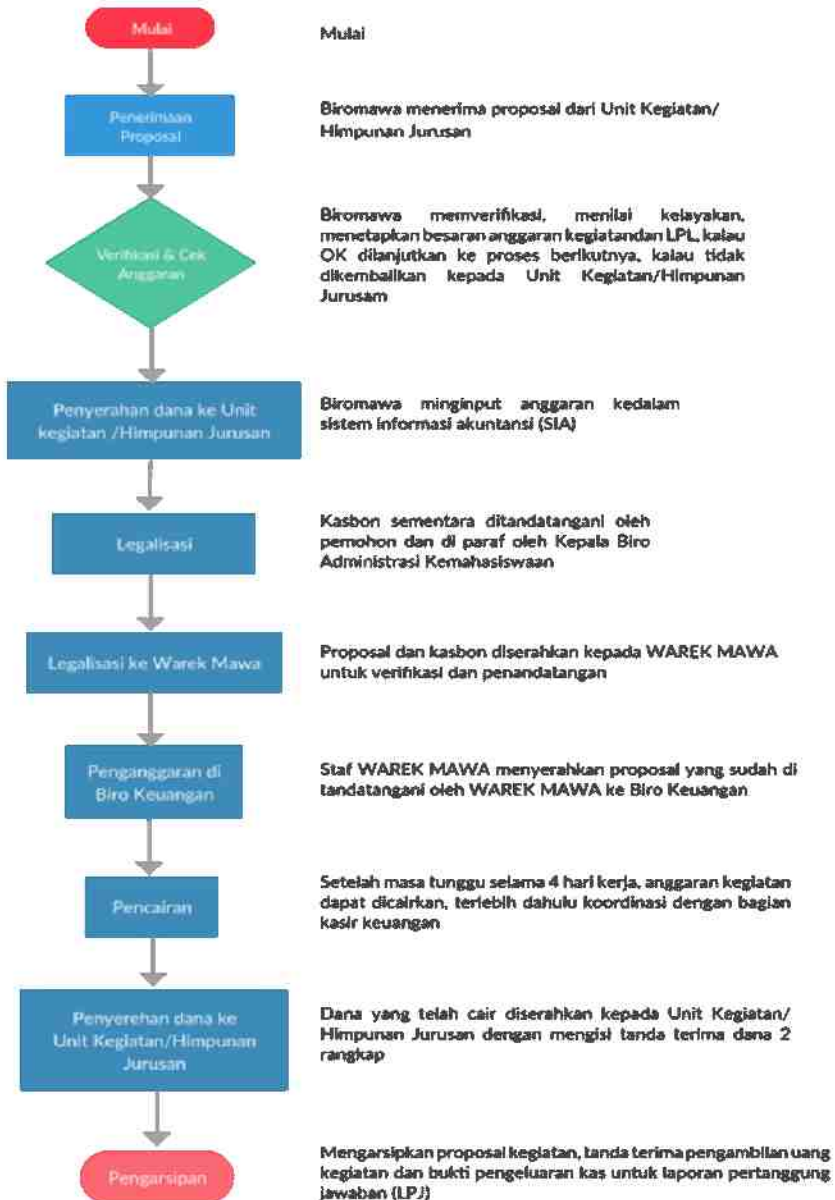 Mulai
Mulai
Penerimaan
Proposal
Biromawa menerima proposal dari Unit Kegiatan/
Himpunan Jurusan
Verifikasi & Cek
Anggaran
Biromawa memverifikasi, menilai kelayakan,
menetapkan besaran anggaran kegiatandan LPL, kalau
OK dilanjutkan ke proses berikutnya, kalau tidak
dikembalikan kepada Unit Kegiatan/Himpunan
Jurusam
Penyerahan dana ke Unit
kegiatan /Himpunan Jurusan
Biromawa minginput anggaran kedalam
sistem informasi akuntansi (SIA)
Legalisasi
Kasbon sementara ditandatangani oleh
pemohon dan di paraf oleh Kepala Biro
Administrasi Kemahasiswaan
Legalisasi ke Warek Mawa
Proposal dan kasbon diserahkan kepada WAREK MAWA
untuk verifikasi dan penandatangan
Penganggaran di
Biro Keuangan
Staf WAREK MAWA menyerahkan proposal yang sudah di
tandatangani oleh WAREK MAWA ke Biro Keuangan
Pencairan
Setelah masa tunggu selama 4 hari kerja, anggaran kegiatan
dapat dicairkan, terlebih dahulu koordinasi dengan bagian
kasir keuangan
Penyerehan dana ke
Unit Kegiatan/Himpunan
Jurusan
Dana yang telah cair diserahkan kepada Unit Kegiatan/
Himpunan Jurusan dengan mengisi tanda terima dana 2
rangkap
Pengarsipan
Mengarsipkan proposal kegiatan, tanda terima pengambilan uang
kegiatan dan bukti pengeluaran kas untuk laporan pertanggung
jawaban (LPJ)